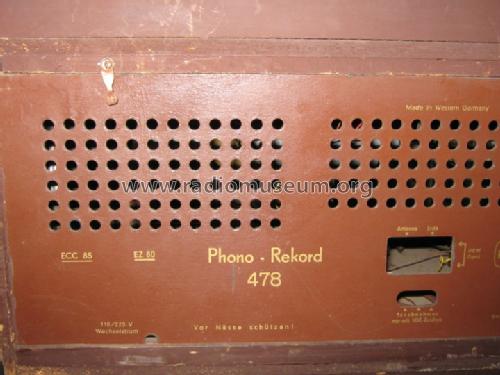 Made in Western Germany
www.radiomuseum.org
ECC 85
EZ 80
Phono - Rekord
478
Antenne Erde
110/220 V
Wechselstrom
Vor Nässe schützen!